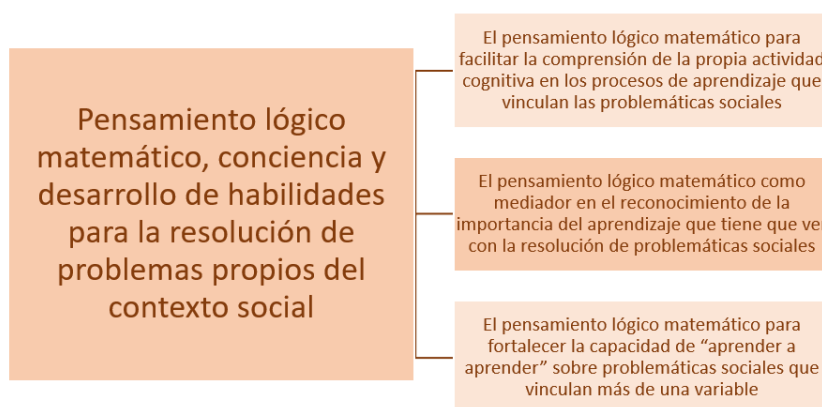 Pensamiento lógico
matemático, conciencia y
desarrollo de habilidades
para la resolución de
problemas propios del
contexto social
El pensamiento lógico matemático para
facilitar la comprensión de la propia actividad
cognitiva en los procesos de aprendizaje que
vinculan las problemáticas sociales
El pensamiento lógico matemático como
mediador en el reconocimiento de la
importancia del aprendizaje que tiene que ve
con la resolución de problemáticas sociales
El pensamiento lógico matemático para
fortalecer la capacidad de “aprender a
aprender” sobre problemáticas sociales que
vinculan más de una variable